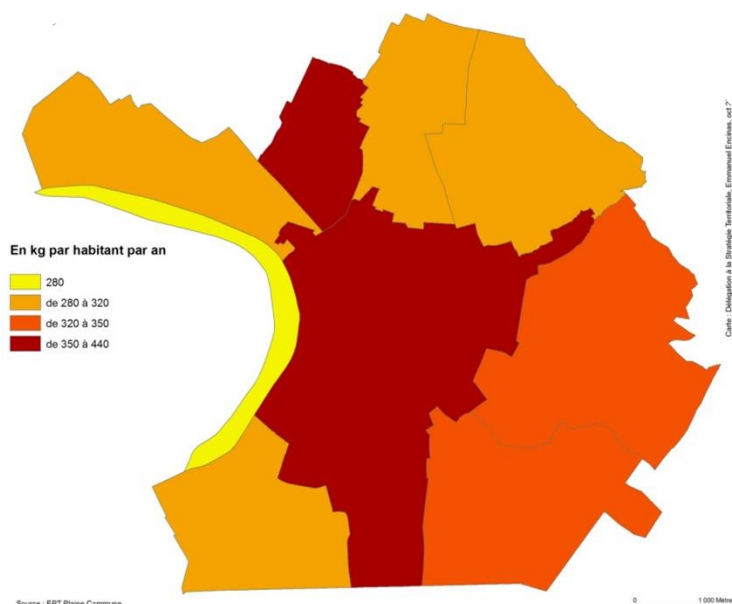 En kg par habitant par an
280
de 280 à 320
de 320 à 350
de 350 à 440
Carte : Délégation à la Stratégie Territoriale, Emmanuel Encinas, oct
Source : EPT Plaine Commune
0 1 000 Mètre